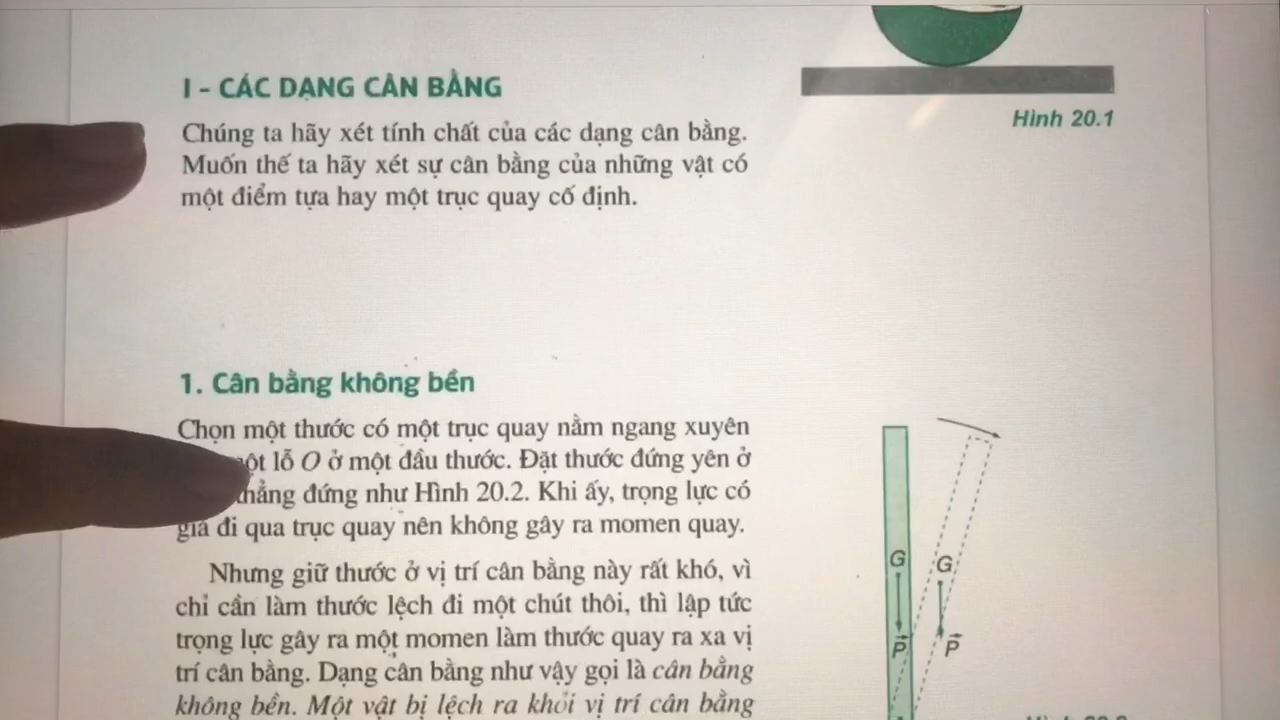 I - CÁC DẠNG CÂN BẰNG
Chúng ta hãy xét tính chất của các dạng cân bằng.
Muốn thế ta hãy xét sự cân bằng của những vật có
một điểm tựa hay một trục quay cố định.
Hình 20.1
1. Cân bằng không bền
Chọn một thước có một trục quay nằm ngang xuyên
một lỗ O ở một đầu thước. Đặt thước đứng yên ở
thẳng đứng như Hình 20.2. Khi ấy, trọng lực có
giá đi qua trục quay nên không gây ra momen quay.
Nhưng giữ thước ở vị trí cân bằng này rất khó, vì
chỉ cần làm thước lệch đi một chút thôi, thì lập tức
trọng lực gây ra một momen làm thước quay ra xa vị
trí cân bằng. Dạng cân bằng như vậy gọi là cân bằng
không bền. Một vật bị lệch ra khỏi vị trí cân bằng
G G
P P